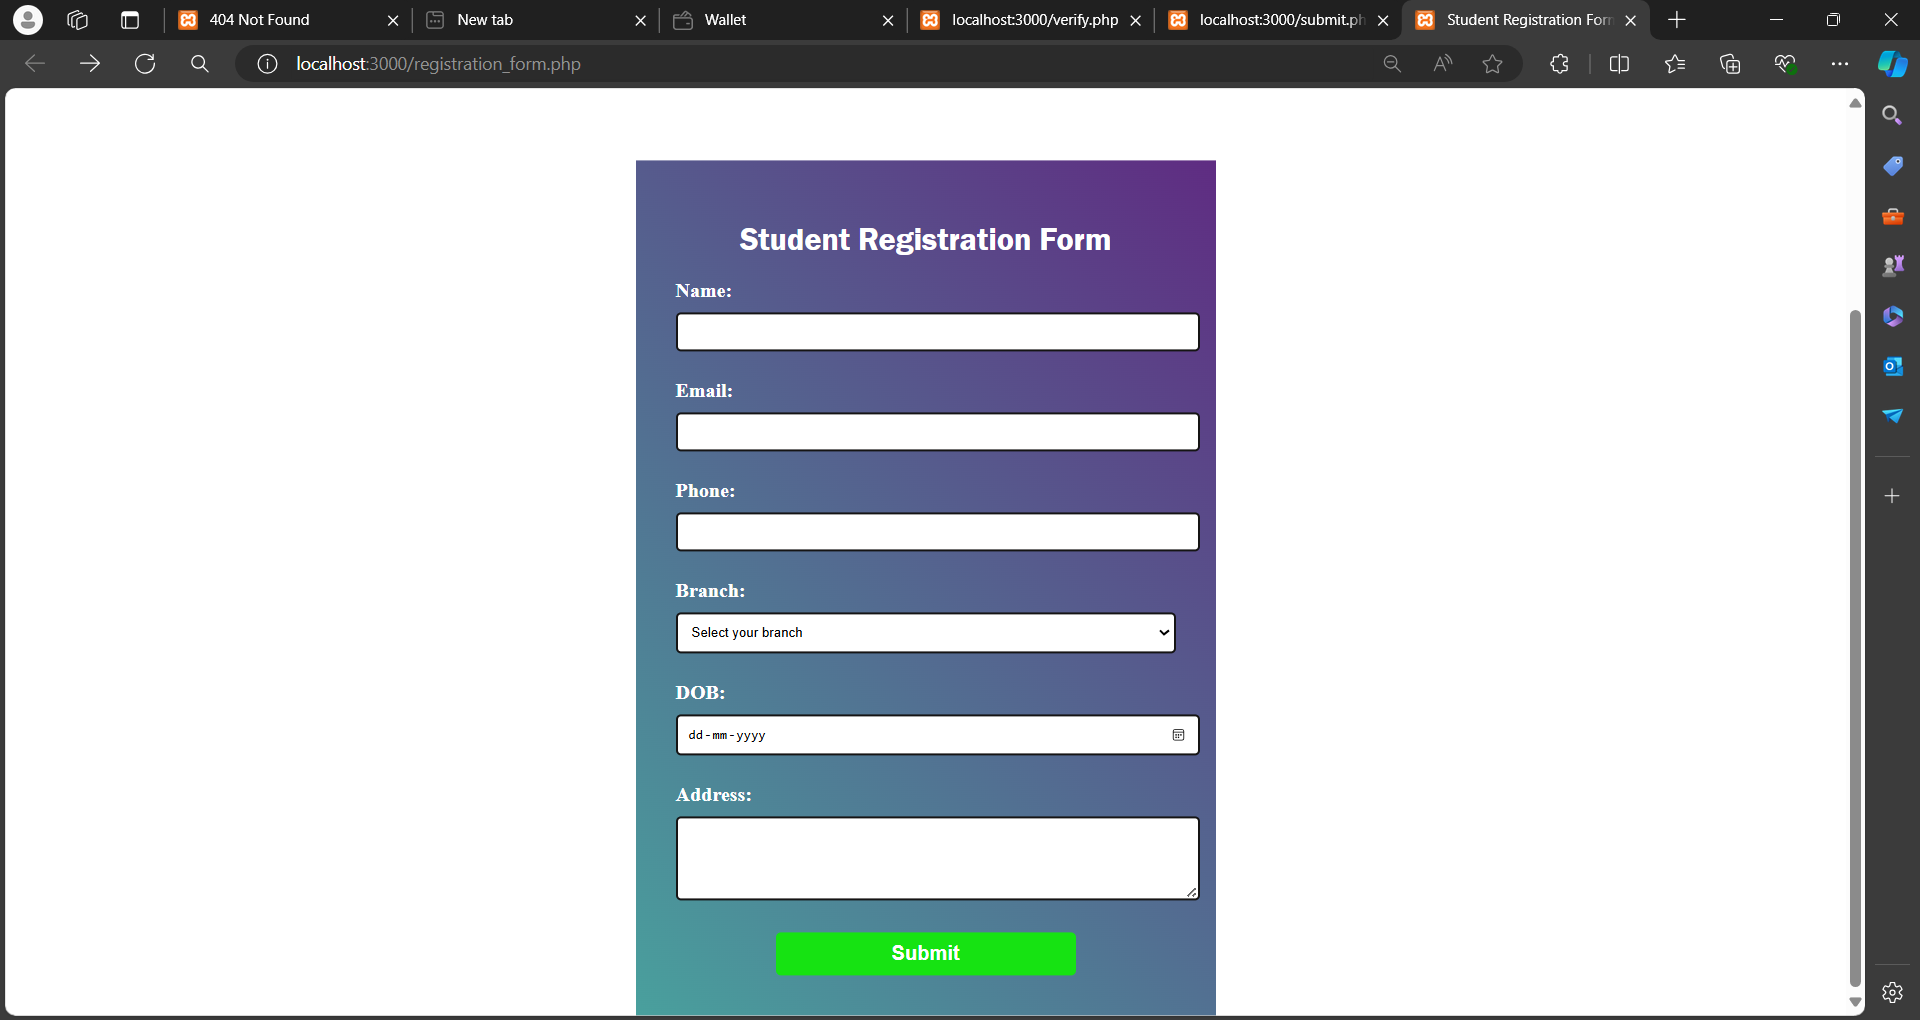 404 Not Found
New tab
Wallet
localhost:3000/verify.php
localhost:3000/submit.ph
Student Registration For
localhost:3000/registration_form.php
Student Registration Form
Name:
Email:
Phone:
Branch:
Select your branch
DOB:
dd-mm-yyyy
Address:
Submit